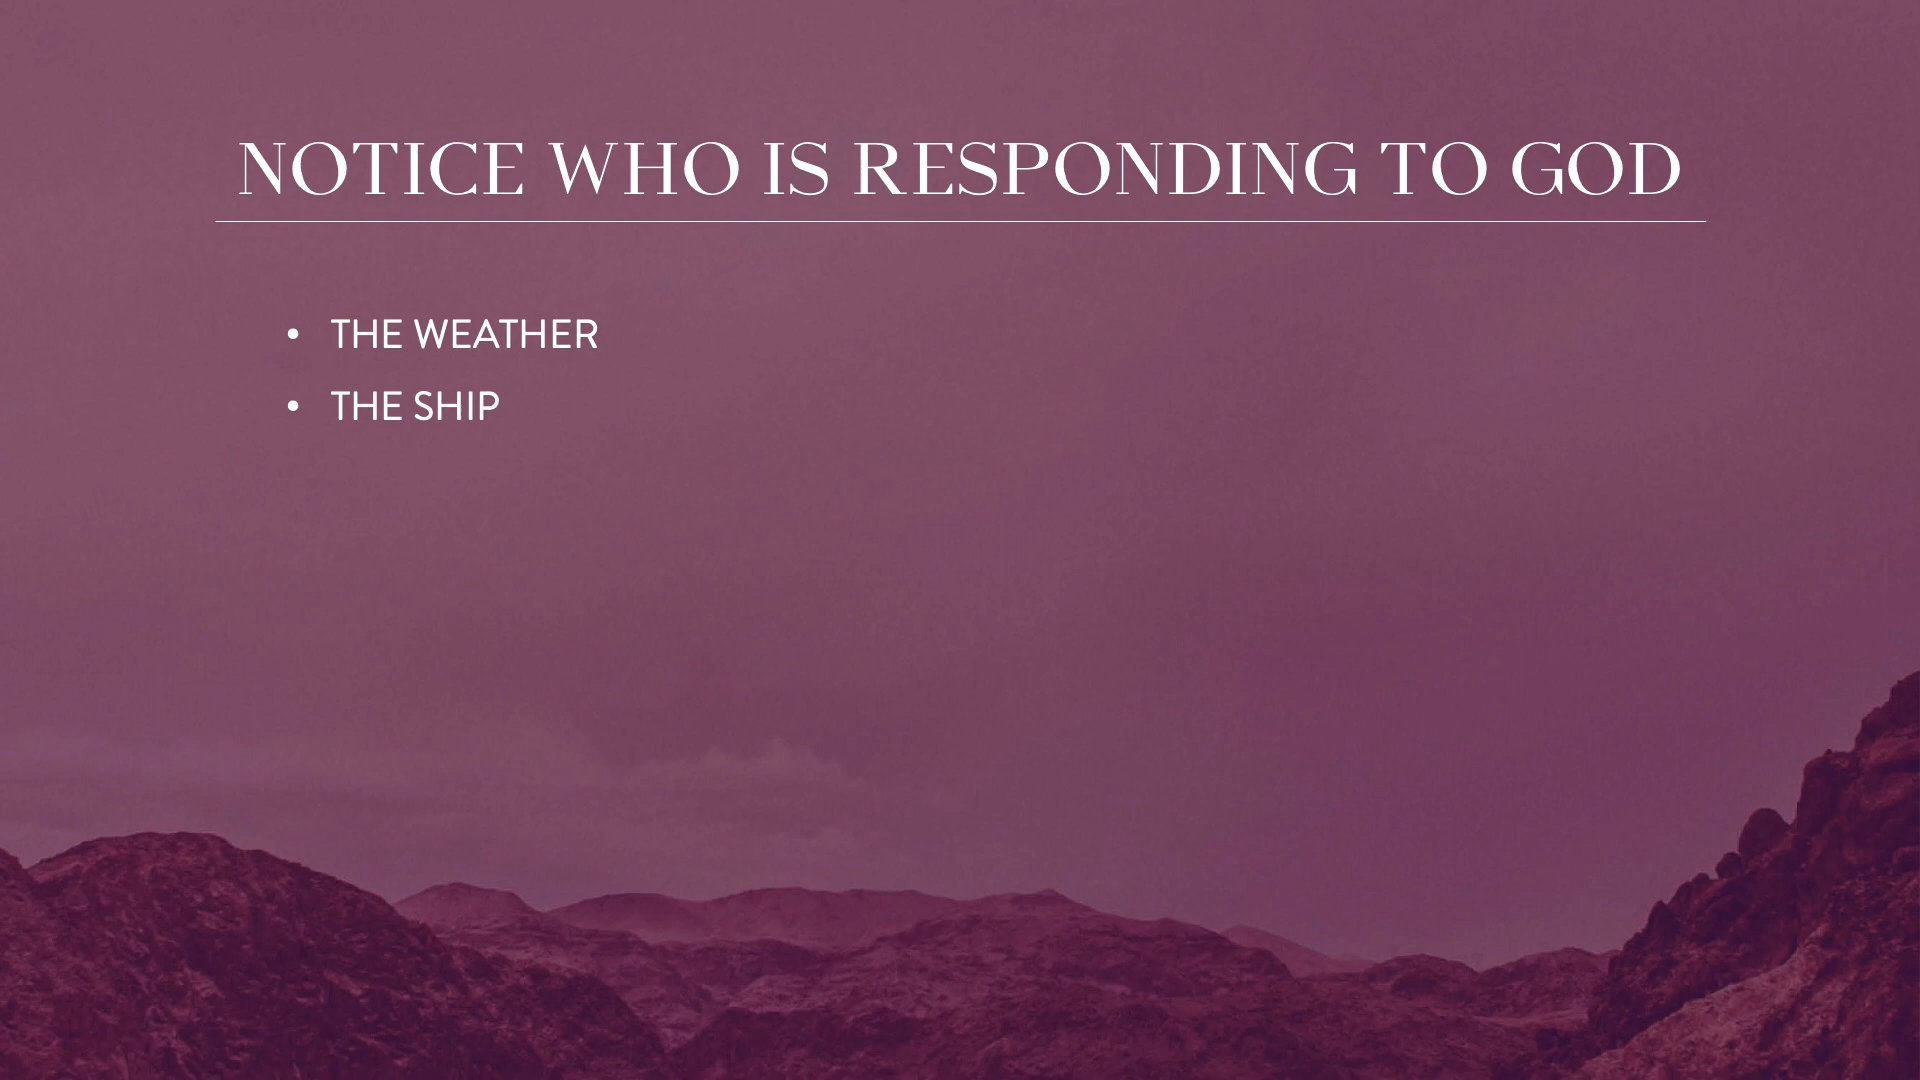 NOTICE WHO IS RESPONDING TO GOD
• THE WEATHER
• THE SHIP